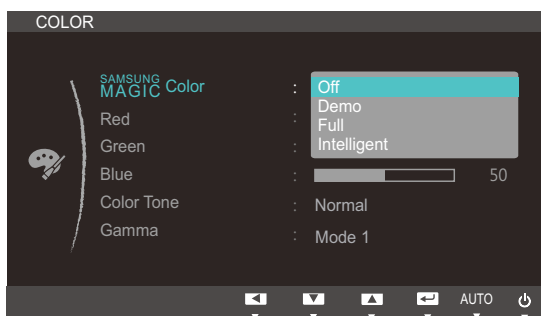 COLOR
SAMSUNG MAGIC Color : Off
Demo
Red :
Full
Green : Intelligent
Blue : 50
Color Tone : Normal
Gamma : Mode 1
AUTO